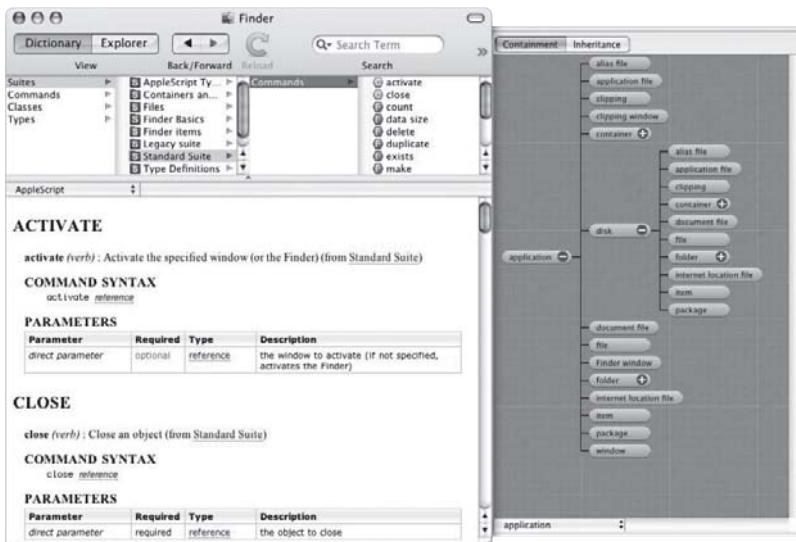 Finder
Dictionary Explorer
Search Term
View Back/Forward Reload Search
Suites
Commands
Classes
Types
AppleScript Ty...
Containers an...
Files
Finder Basics
Finder items
Legacy suite
Standard Suite
Type Definitions
Commands
activate
close
count
data size
delete
duplicate
exists
make
AppleScript
ACTIVATE
activate (verb) : Activate the specified window (or the Finder) (from Standard Suite)
COMMAND SYNTAX
activate reference
PARAMETERS
Parameter Required Type Description
direct parameter optional reference the window to activate (if not specified,
activates the Finder)
CLOSE
close (verb) : Close an object (from Standard Suite)
COMMAND SYNTAX
close reference
PARAMETERS
Parameter Required Type Description
direct parameter required reference the object to close
Containment Inheritance
application
alias file
application file
clipping
clipping window
container
disk
alias file
application file
clipping
container
document file
file
folder
internet location file
item
package
document file
file
Finder window
folder
internet location file
item
package
window
application